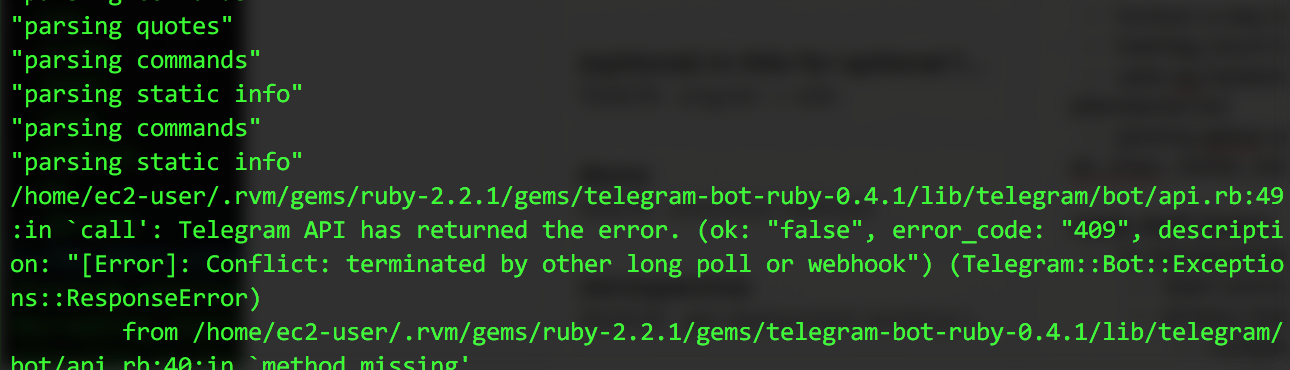 "parsing quotes"
"parsing commands"
"parsing static info"
"parsing commands"
"parsing static info"
/home/ec2-user/.rvm/gems/ruby-2.2.1/gems/telegram-bot-ruby-0.4.1/lib/telegram/bot/api.rb:49
:in `call': Telegram API has returned the error. (ok: "false", error_code: "409", descripti
on: "[Error]: Conflict: terminated by other long poll or webhook") (Telegram::Bot::Exceptio
ns::ResponseError)
from /home/ec2-user/.rvm/gems/ruby-2.2.1/gems/telegram-bot-ruby-0.4.1/lib/telegram/
bot/api.rb:40:in `method_missing'